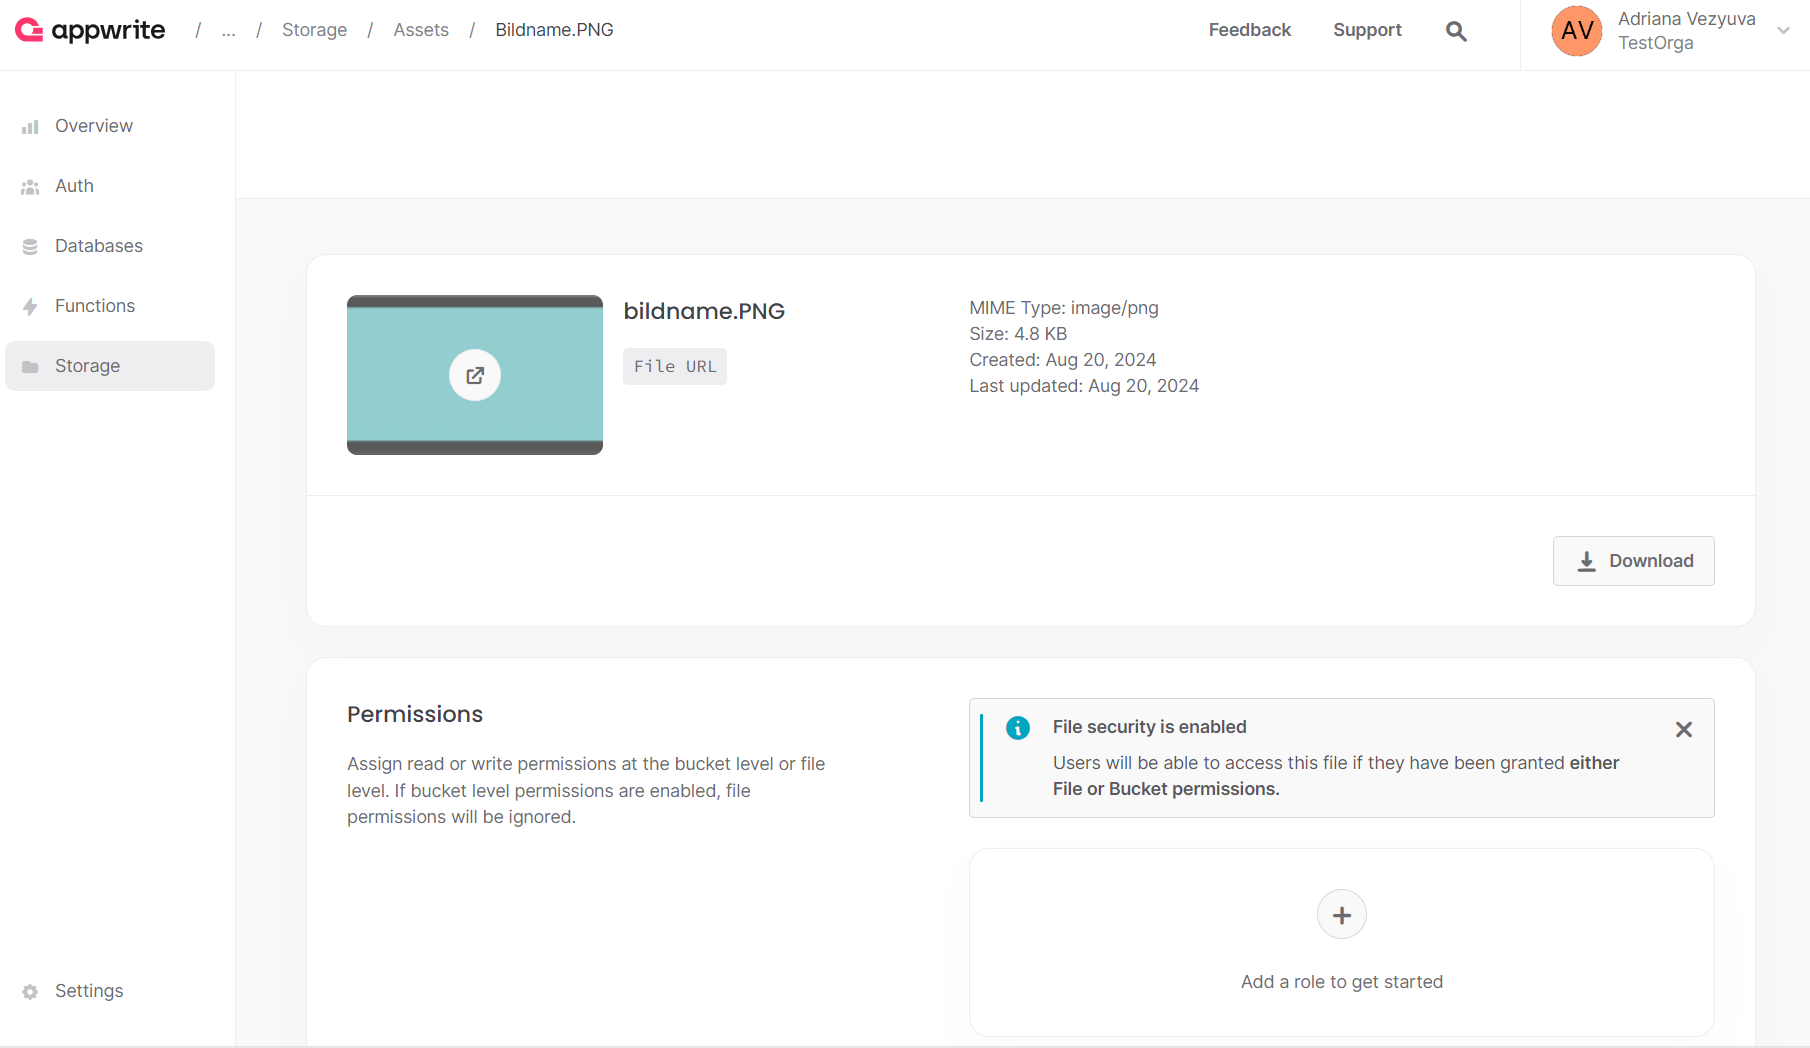 appwrite / ... / Storage / Assets / Bildname.PNG Feedback Support AV Adriana Vezyuva
TestOrga
Overview
Auth
Databases
Functions
Storage
Settings
bildname.PNG
File URL
MIME Type: image/png
Size: 4.8 KB
Created: Aug 20, 2024
Last updated: Aug 20, 2024
Download
Permissions
Assign read or write permissions at the bucket level or file
level. If bucket level permissions are enabled, file
permissions will be ignored.
File security is enabled
Users will be able to access this file if they have been granted either
File or Bucket permissions.
Add a role to get started